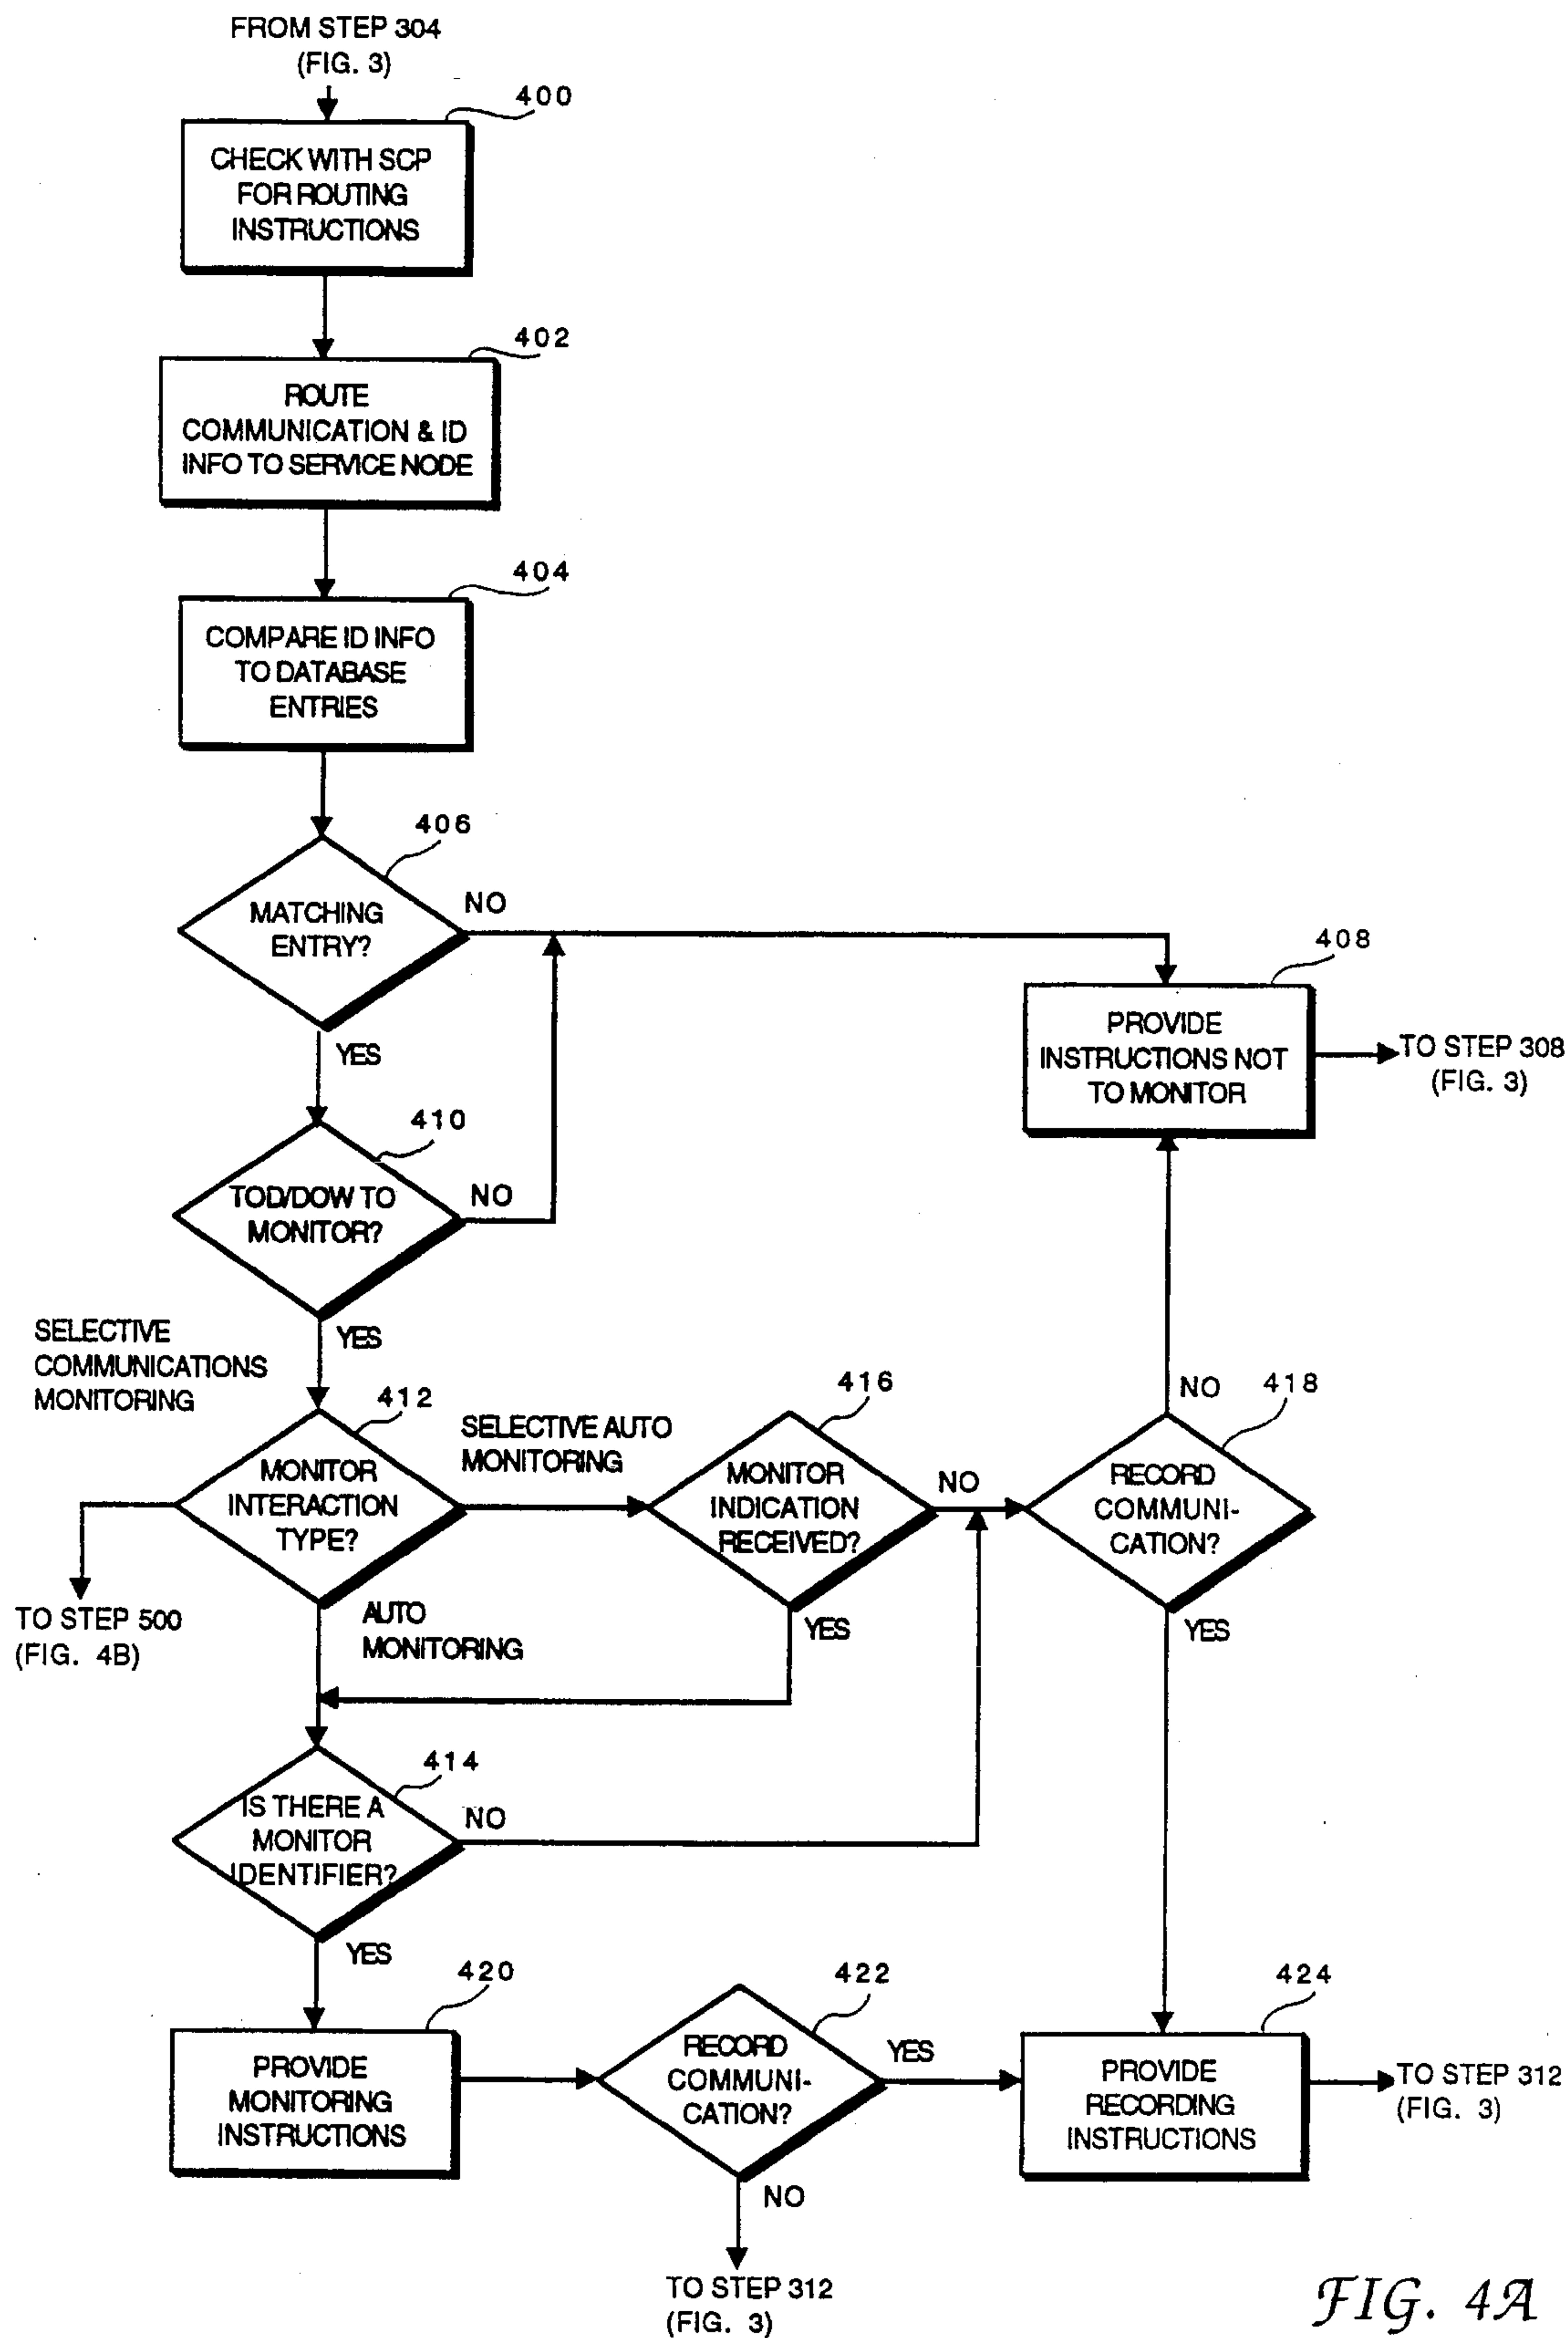 FROM STEP 304
(FIG. 3)
400
CHECK WITH SCP
FOR ROUTING
INSTRUCTIONS
402
ROUTE
COMMUNICATION & ID
INFO TO SERVICE NODE
404
COMPARE ID INFO
TO DATABASE
ENTRIES
406
MATCHING
ENTRY?
NO
YES
408
PROVIDE
INSTRUCTIONS NOT
TO MONITOR
TO STEP 308
(FIG. 3)
410
TOD/DOW TO
MONITOR?
NO
YES
SELECTIVE
COMMUNICATIONS
MONITORING
412
MONITOR
INTERACTION
TYPE?
TO STEP 500
(FIG. 4B)
SELECTIVE AUTO
MONITORING
AUTO
MONITORING
416
MONITOR
INDICATION
RECEIVED?
NO
YES
418
RECORD
COMMUNI-
CATION?
NO
YES
414
IS THERE A
MONITOR
IDENTIFIER?
NO
YES
420
PROVIDE
MONITORING
INSTRUCTIONS
422
RECORD
COMMUNI-
CATION?
YES
NO
TO STEP 312
(FIG. 3)
424
PROVIDE
RECORDING
INSTRUCTIONS
TO STEP 312
(FIG. 3)
FIG. 4A